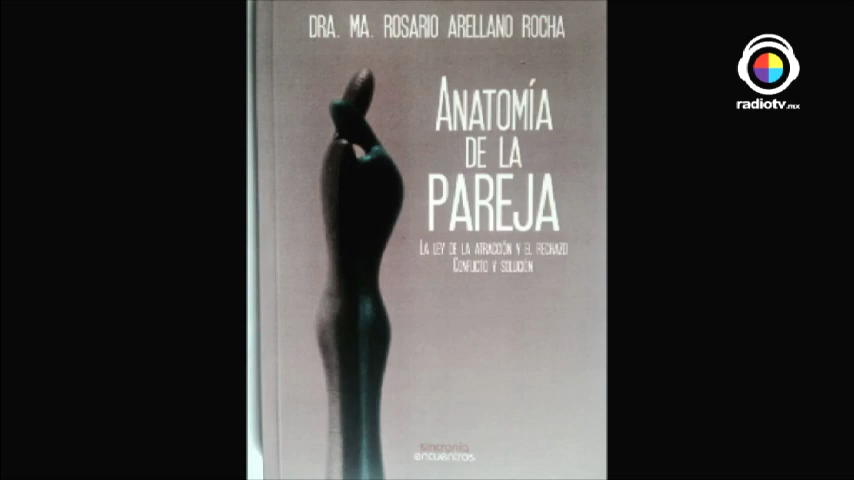 DRA. MA. ROSARIO ARELLANO ROCHA
ANATOMÍA
DE LA
PAREJA
LA LEY DE LA ATRACCIÓN Y EL RECHAZO
CONFLICTO Y SOLUCIÓN
sincronía
encuentros
radiotv.mx